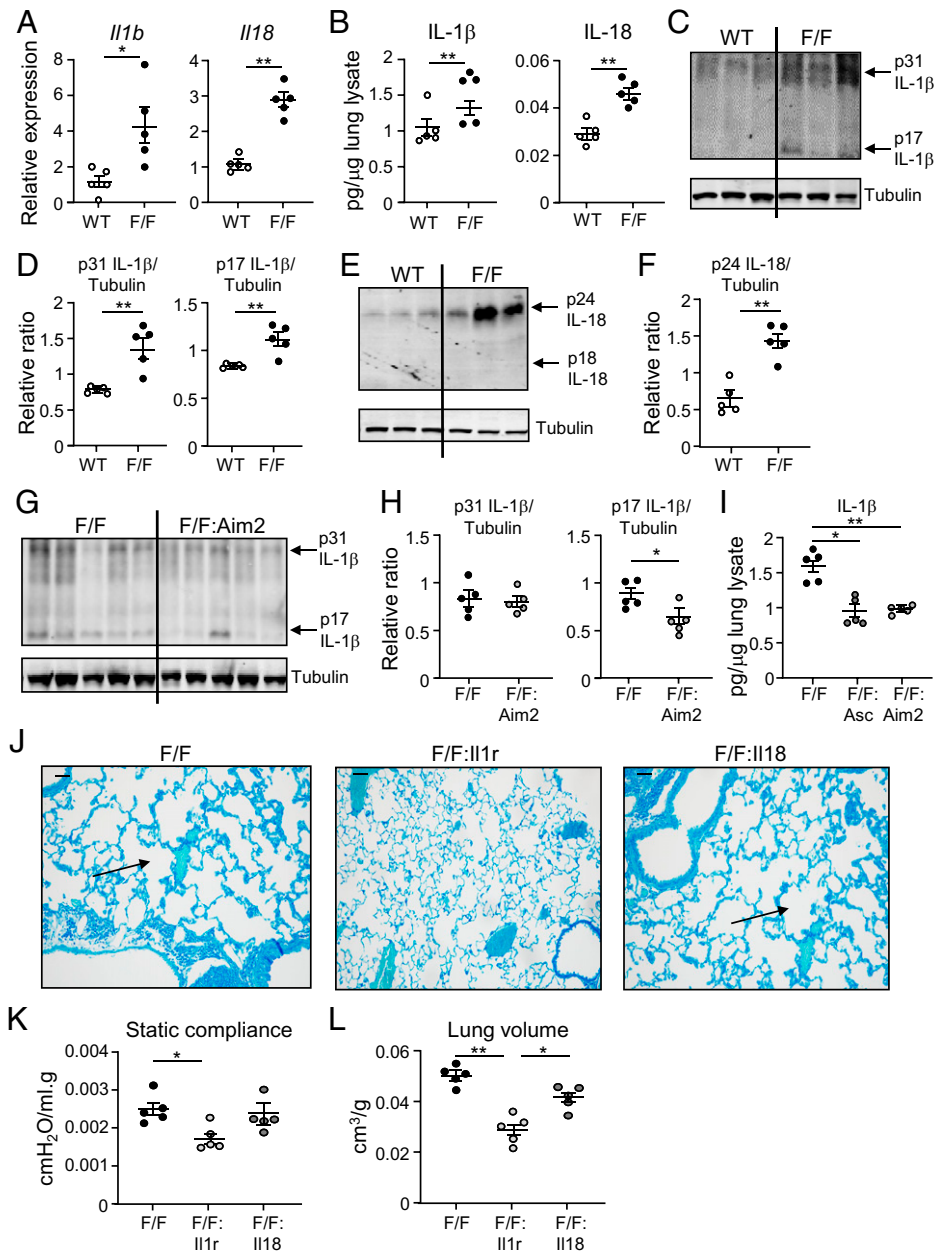 A
Il1b
Il18
Relative expression
8
6
4
2
0
*
WT
F/F
4
3
2
1
0
**
WT
F/F
B
IL-1β
IL-18
pg/μg lung lysate
2
1.5
1
0.5
0
**
WT
F/F
0.06
0.04
0.02
0.00
**
WT
F/F
C
WT
F/F
p31
IL-1β
p17
IL-1β
Tubulin
D
p31 IL-1β/
Tubulin
p17 IL-1β/
Tubulin
Relative ratio
2
1.5
1
0.5
0
**
WT
F/F
1.5
1
0.5
0
**
WT
F/F
E
WT
F/F
p24
IL-18
p18
IL-18
Tubulin
F
p24 IL-18/
Tubulin
Relative ratio
2
1.5
1
0.5
0
**
WT
F/F
G
F/F
F/F:Aim2
p31
IL-1β
p17
IL-1β
Tubulin
H
p31 IL-1β/
Tubulin
p17 IL-1β/
Tubulin
Relative ratio
1.5
1
0.5
0
F/F
F/F:
Aim2
1.5
1
0.5
0
*
F/F
F/F:
Aim2
I
IL-1β
pg/μg lung lysate
2
1
0
**
*
F/F
F/F:
Asc
F/F:
Aim2
J
F/F
F/F:Il1r
F/F:Il18
K
Static compliance
cmH2O/ml.g
0.004
0.003
0.002
0.001
0
*
F/F
F/F:
Il1r
F/F:
Il18
L
Lung volume
cm³/g
0.06
0.04
0.02
0
**
*
F/F
F/F:
Il1r
F/F:
Il18